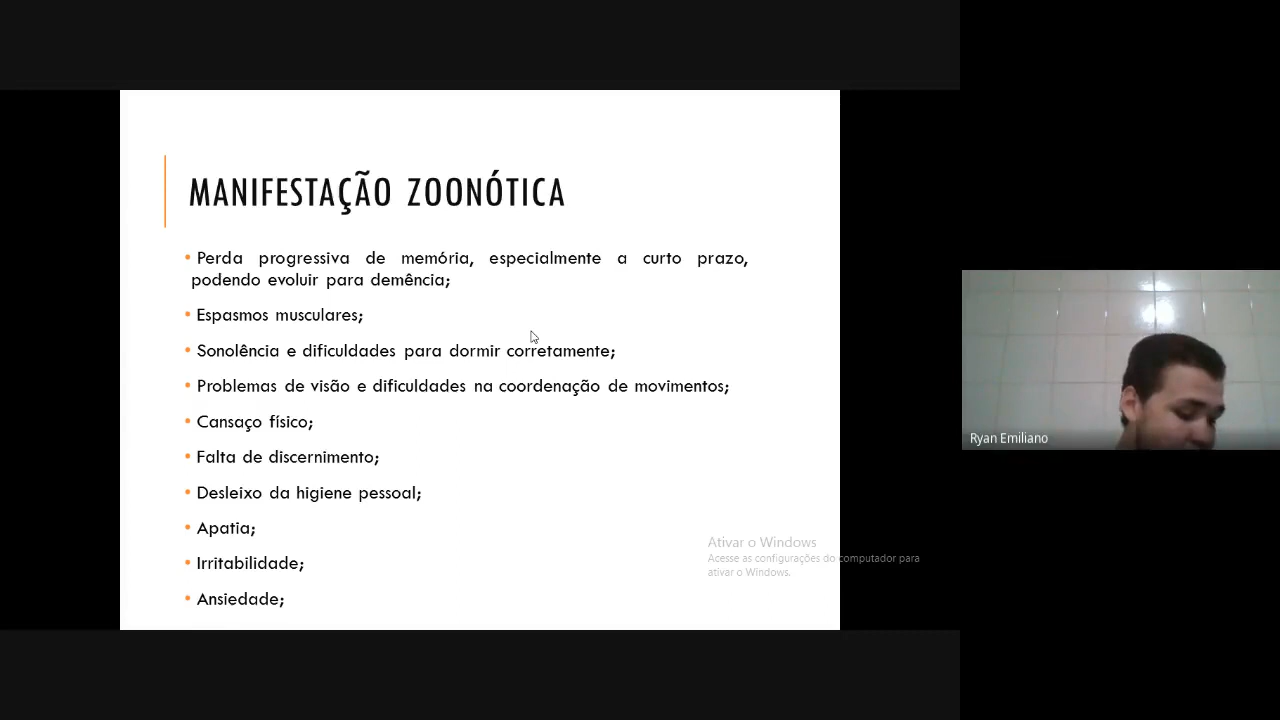 MANIFESTAÇÃO ZOONÓTICA
• Perda progressiva de memória, especialmente a curto prazo,
podendo evoluir para demência;
• Espasmos musculares;
• Sonolência e dificuldades para dormir corretamente;
• Problemas de visão e dificuldades na coordenação de movimentos;
• Cansaço físico;
• Falta de discernimento;
• Desleixo da higiene pessoal;
• Apatia;
• Irritabilidade;
• Ansiedade;
Ativar o Windows
Acesse as configurações do computador para
ativar o Windows.
Ryan Emiliano